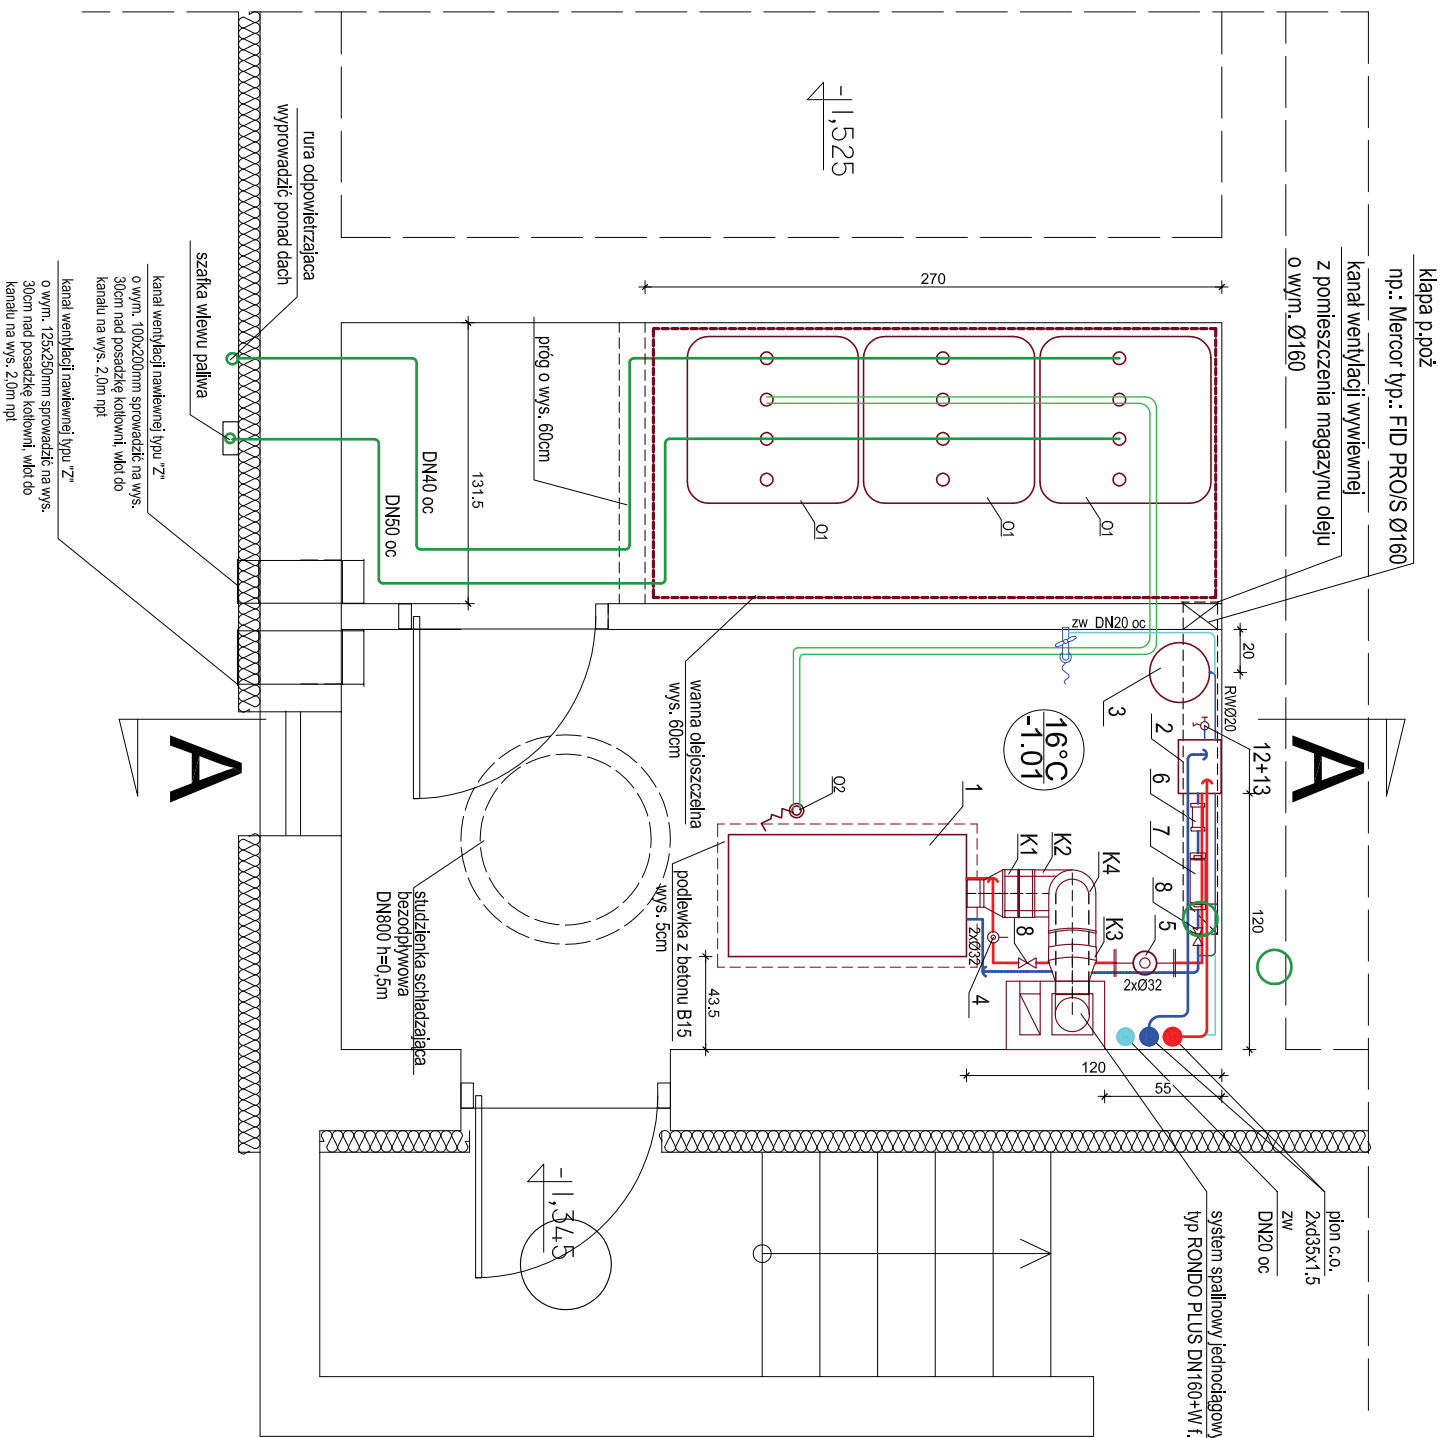 klapa p.poż
np.: Mercor typ.: FID PRO/S Ø160
kanał wentylacji wywiewnej
z pomieszczenia magazynu oleju
o wym. Ø160
-1,525
rura odpowietrzajaca
wyprowadzić ponad dach
szafka wlewu paliwa
kanał wentylacji nawiewnej typu "Z"
o wym. 100x200mm sprowadzić na wys.
30cm nad posadzkę kotłowni, wlot do
kanału na wys. 2,0m npt
kanał wentylacji nawiewnej typu "Z"
o wym. 125x250mm sprowadzić na wys.
30cm nad posadzkę kotłowni, wlot do
kanału na wys. 2,0m npt
270
próg o wys. 60cm
131.5
DN40 oc
DN50 oc
O1
O1
O1
zw DN20 oc
20
RWØ20
12+13
A
A
wanna olejoszczelna
wys. 60cm
16°C
-1.01
3
2
6
7
8
5
120
O2
1
K1
K2
K4
K3
8
2xØ32
2xØ32
4
43.5
podlewka z betonu B15
wys. 5cm
studzienka schładzająca
bezodpływowa
DN800 h=0,5m
120
55
-1,345
pion c.o.
2xd35x1.5
zw
DN20 oc
system spalinowy jednociągowy
typ RONDO PLUS DN160+W f.